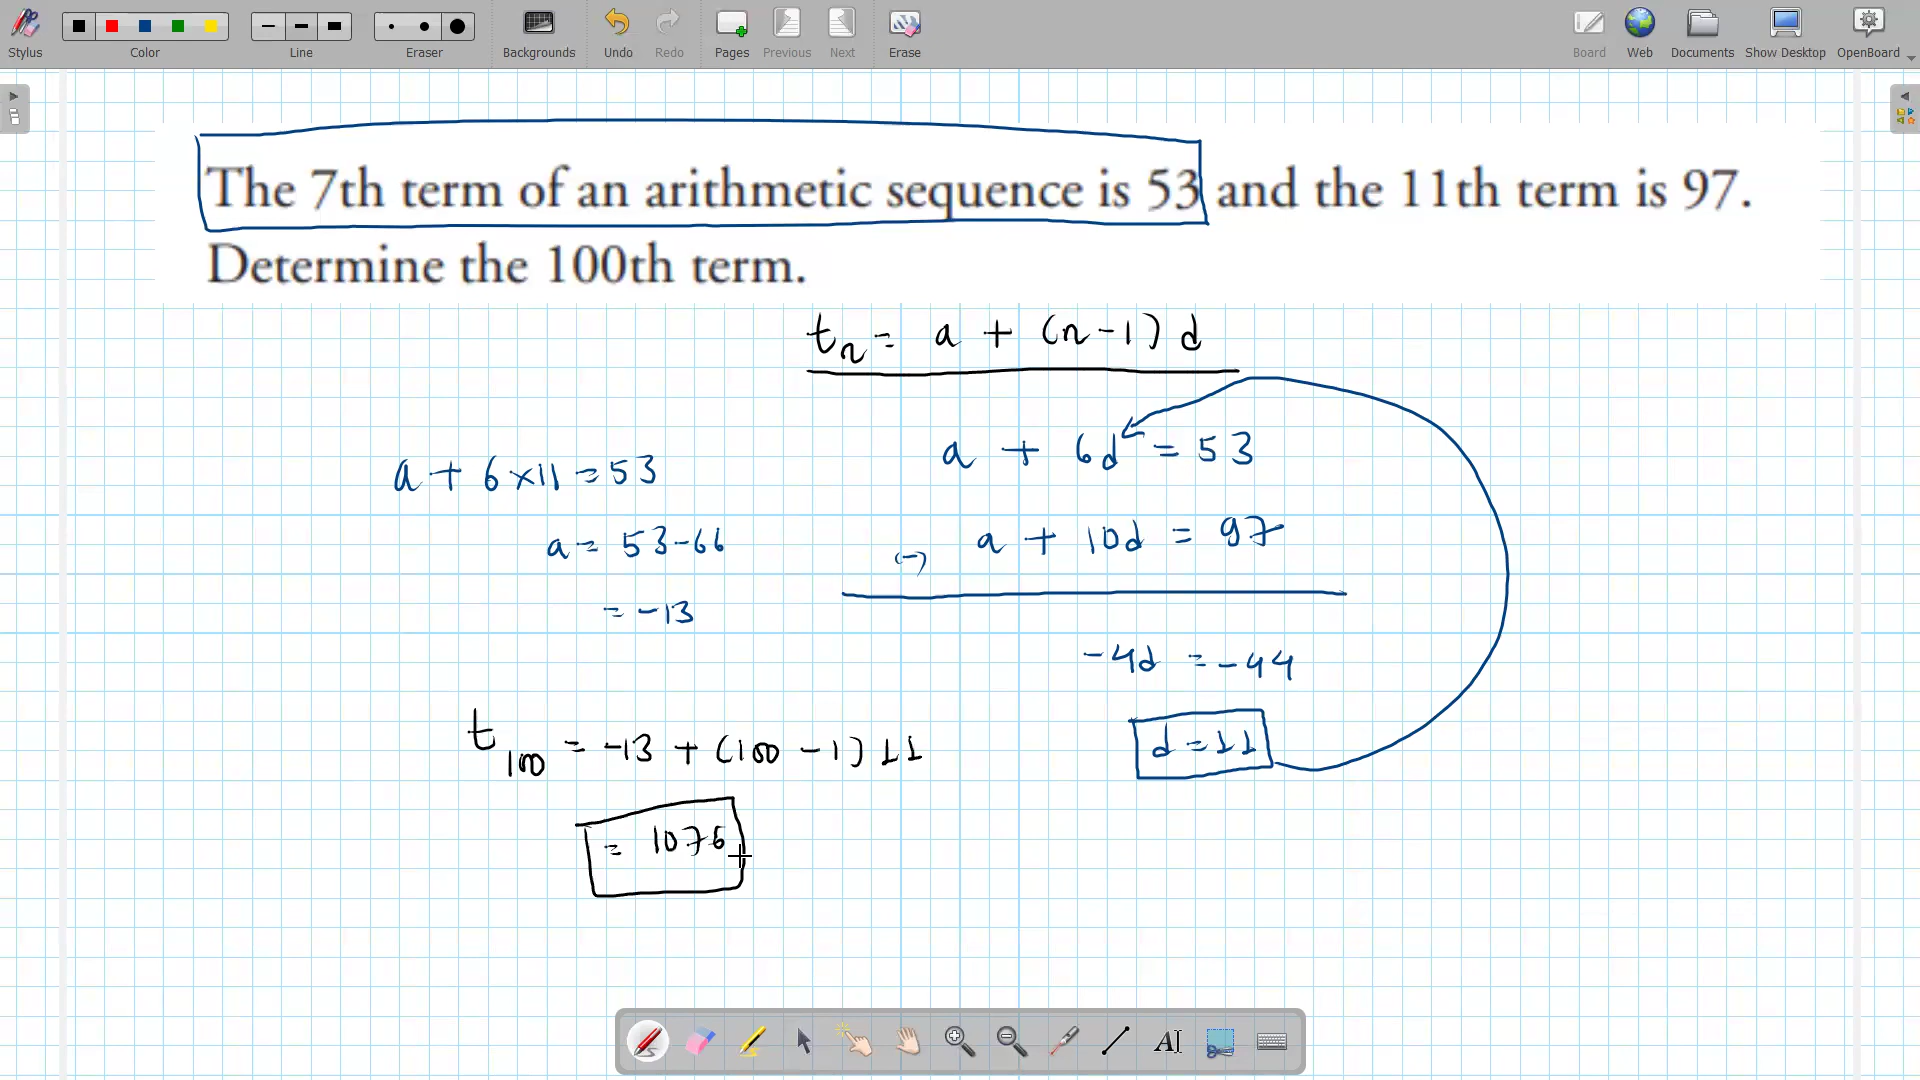 Stylus Color Line Eraser Backgrounds Undo Redo Pages Previous Next Erase Board Web Documents Show Desktop OpenBoard
The 7th term of an arithmetic sequence is 53 and the 11th term is 97.
Determine the 100th term.
tn = a + (n-1) d
a + 6d = 53
(-) a + 10d = 97
-4d = -44
d = 11
a + 6 × 11 = 53
a = 53-66
= -13
t100 = -13 + (100 - 1) 11
= 1076